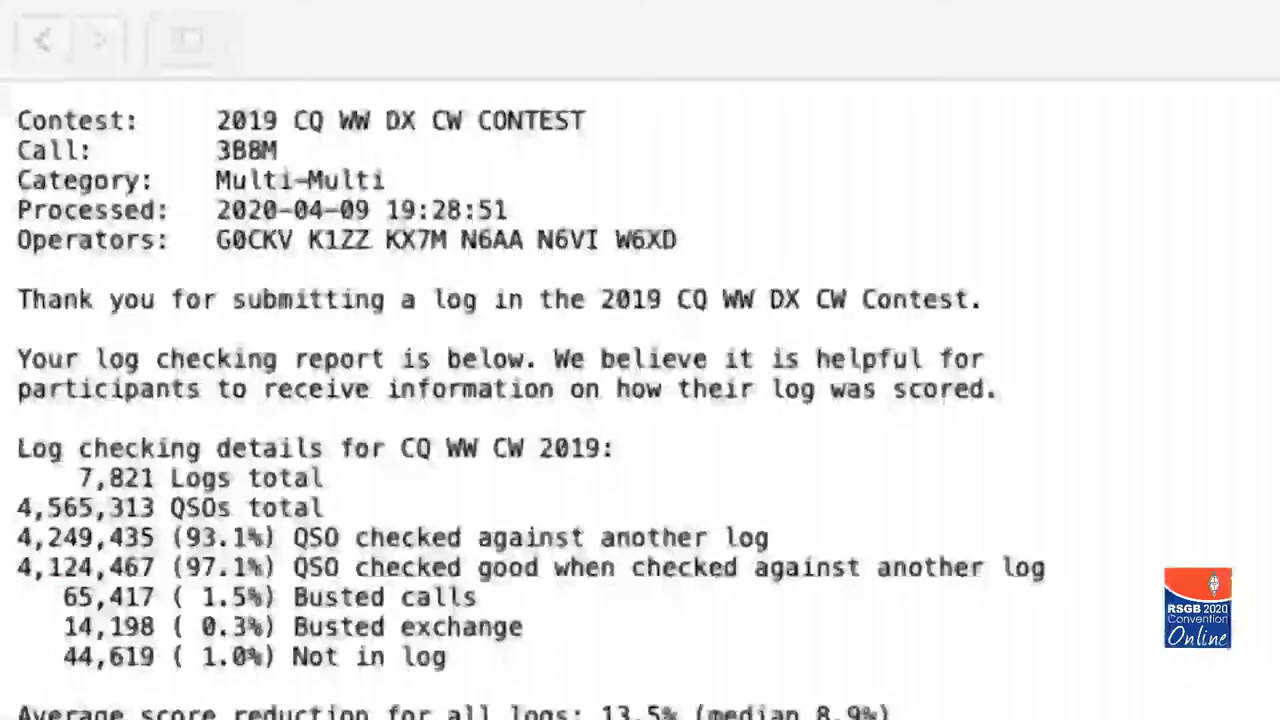 Contest:     2019 CQ WW DX CW CONTEST
Call:        3B8M
Category:    Multi-Multi
Processed:   2020-04-09 19:28:51
Operators:   G0CKV K1ZZ KX7M N6AA N6VI W6XD
Thank you for submitting a log in the 2019 CQ WW DX CW Contest.
Your log checking report is below. We believe it is helpful for
participants to receive information on how their log was scored.
Log checking details for CQ WW CW 2019:
7,821 Logs total
4,565,313 QSOs total
4,249,435 (93.1%) QSO checked against another log
4,124,467 (97.1%) QSO checked good when checked against another log
65,417 ( 1.5%) Busted calls
14,198 ( 0.3%) Busted exchange
44,619 ( 1.0%) Not in log
Average score reduction for all logs: 13.5% (median 8.9%)
RSGB 2020
Convention
Online